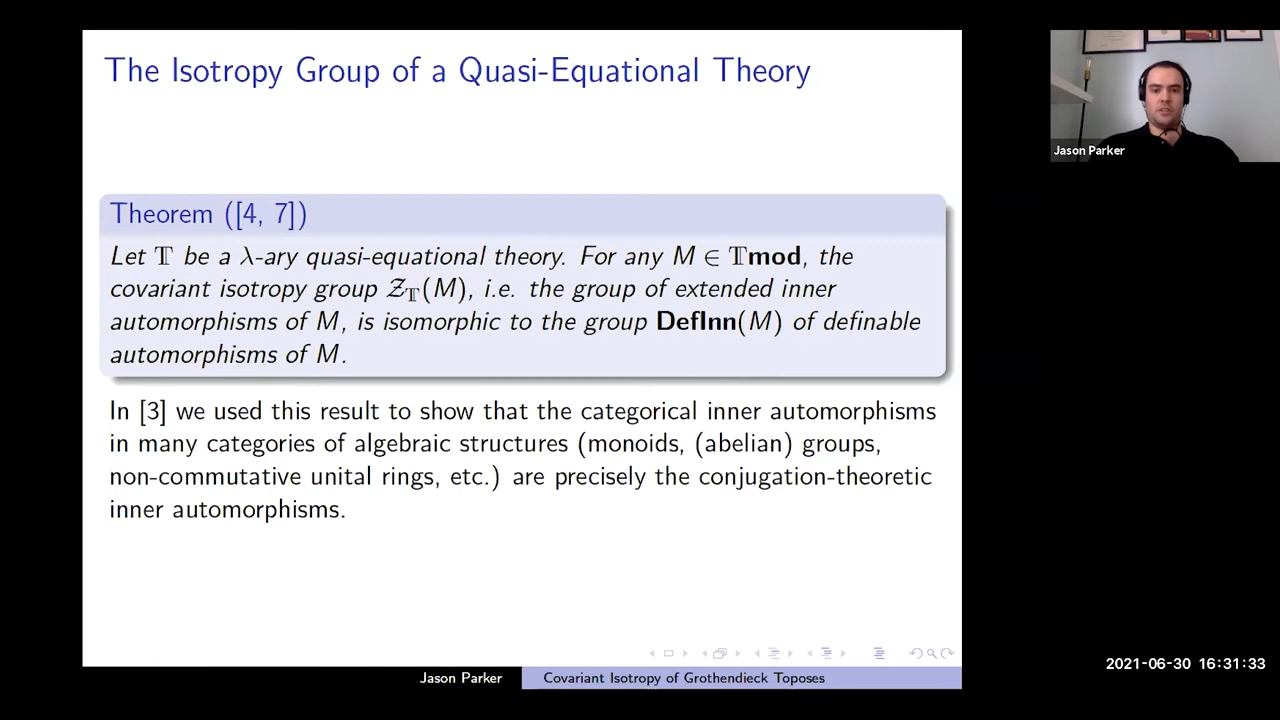 The Isotropy Group of a Quasi-Equational Theory
Theorem ([4, 7])
Let 𝕋 be a λ-ary quasi-equational theory. For any M ∈ 𝕋mod, the
covariant isotropy group 𝒵_𝕋(M), i.e. the group of extended inner
automorphisms of M, is isomorphic to the group DefInn(M) of definable
automorphisms of M.
In [3] we used this result to show that the categorical inner automorphisms
in many categories of algebraic structures (monoids, (abelian) groups,
non-commutative unital rings, etc.) are precisely the conjugation-theoretic
inner automorphisms.
Jason Parker
Covariant Isotropy of Grothendieck Toposes
Jason Parker
2021-06-30 16:31:33